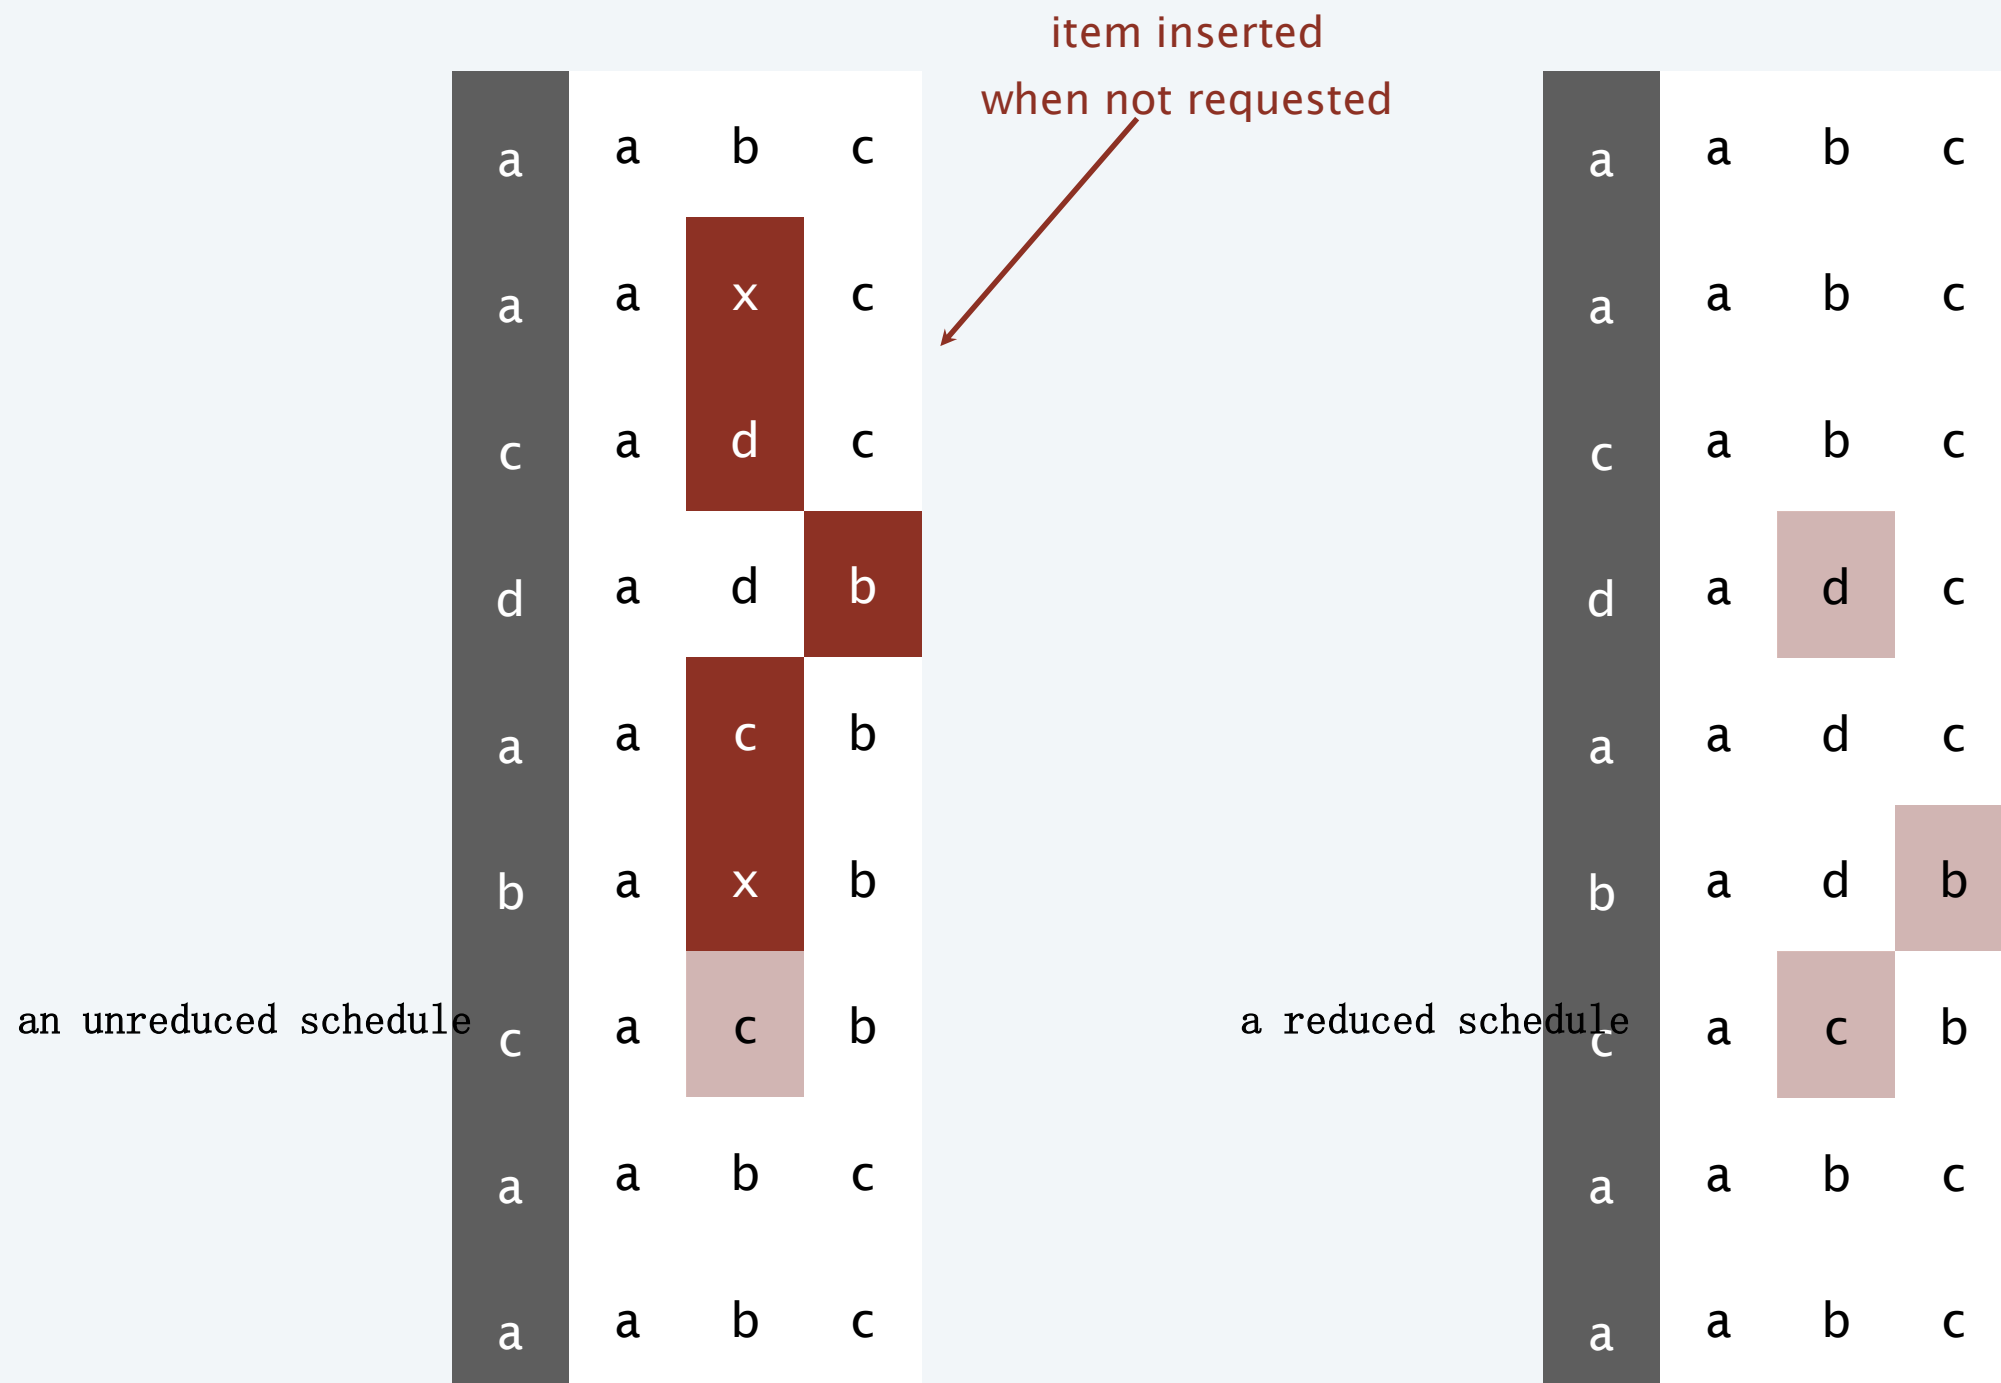 item inserted
when not requested
a a b c
a a x c
c a d c
d a d b
a a c b
b a x b
c a c b
a a b c
a a b c
an unreduced schedule
a a b c
a a b c
c a b c
d a d c
a a d c
b a d b
c a c b
a a b c
a a b c
a reduced schedule